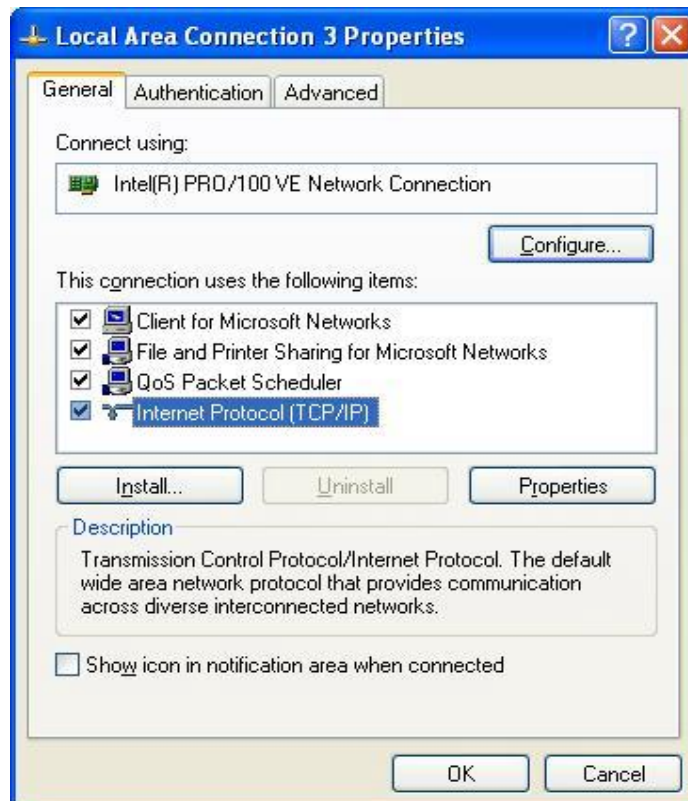 Local Area Connection 3 Properties
General Authentication Advanced
Connect using:
Intel(R) PRO/100 VE Network Connection
Configure...
This connection uses the following items:
Client for Microsoft Networks
File and Printer Sharing for Microsoft Networks
QoS Packet Scheduler
Internet Protocol (TCP/IP)
Install... Uninstall Properties
Description
Transmission Control Protocol/Internet Protocol. The default
wide area network protocol that provides communication
across diverse interconnected networks.
Show icon in notification area when connected
OK Cancel